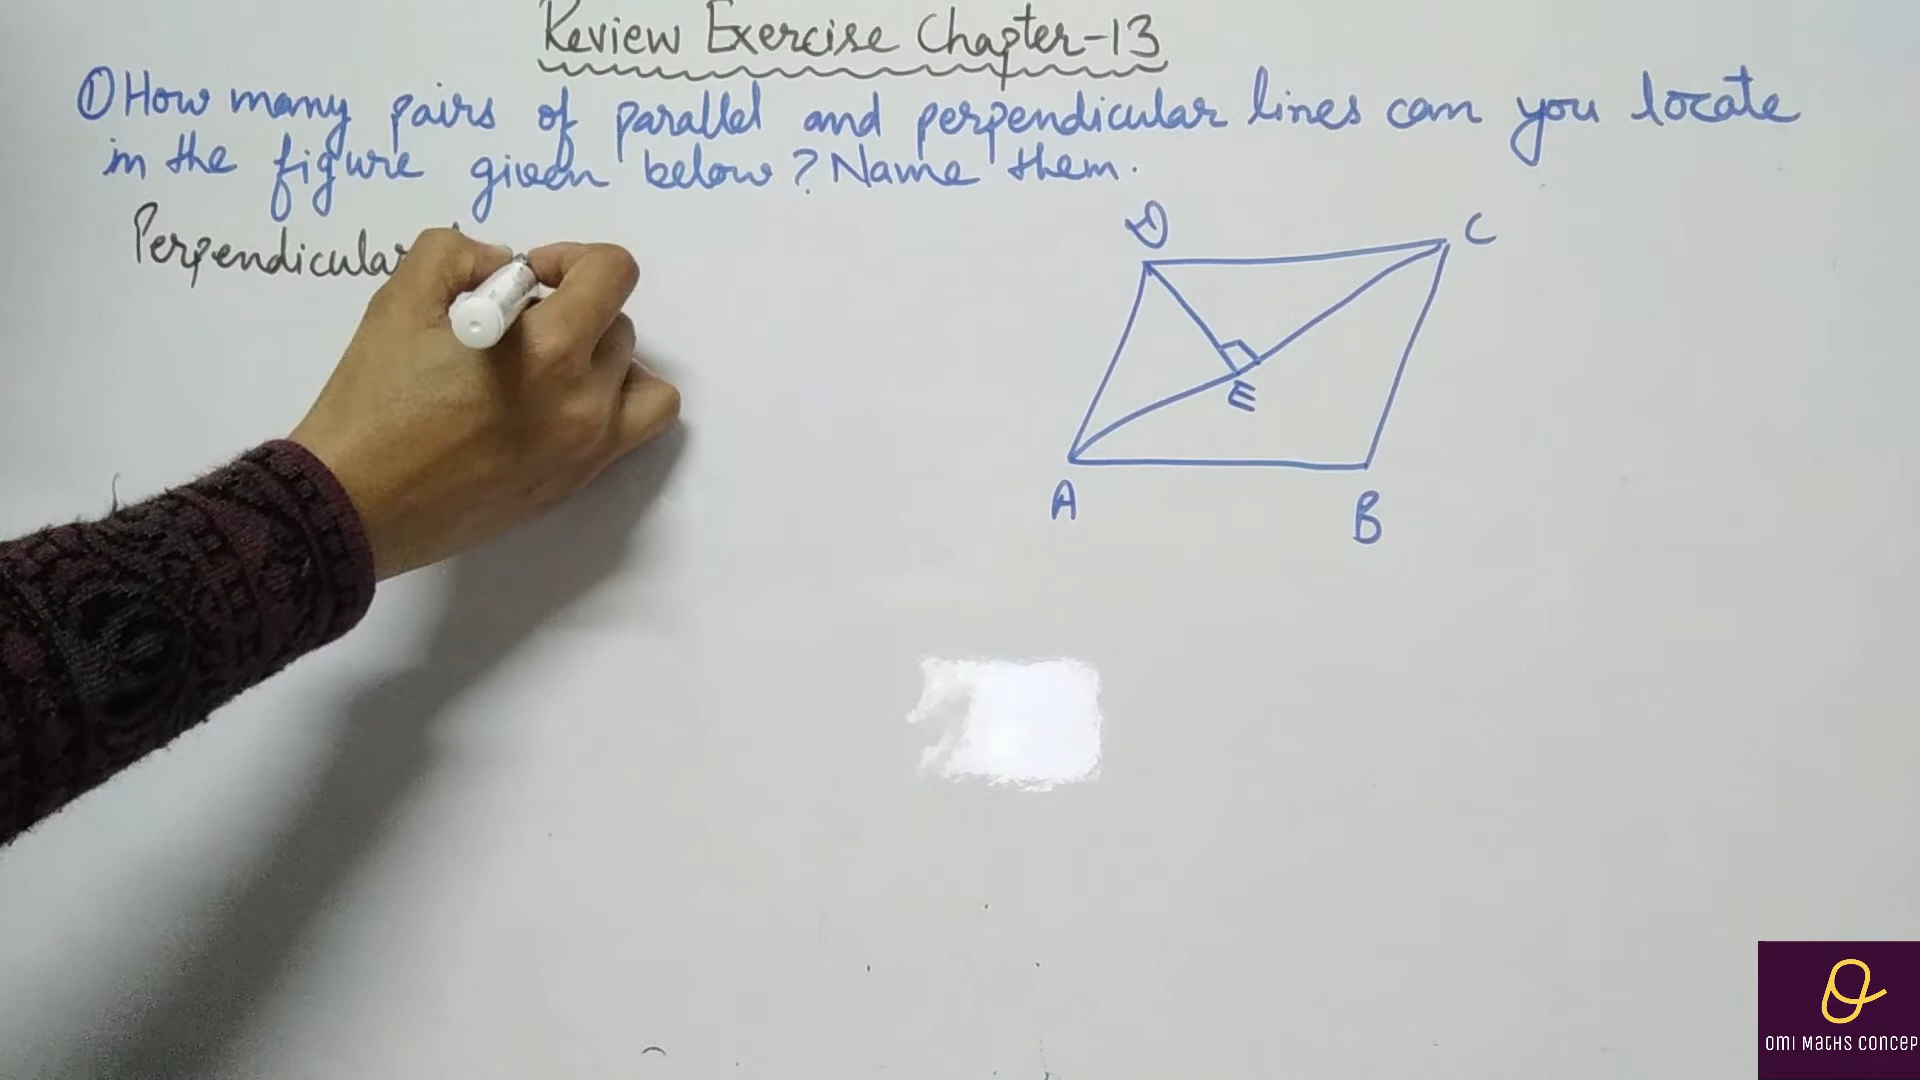 Review Exercise Chapter-13
① How many pairs of parallel and perpendicular lines can you locate
in the figure given below? Name them.
Perpendicular
D
C
E
A
B
OMI MATHS CONCEP